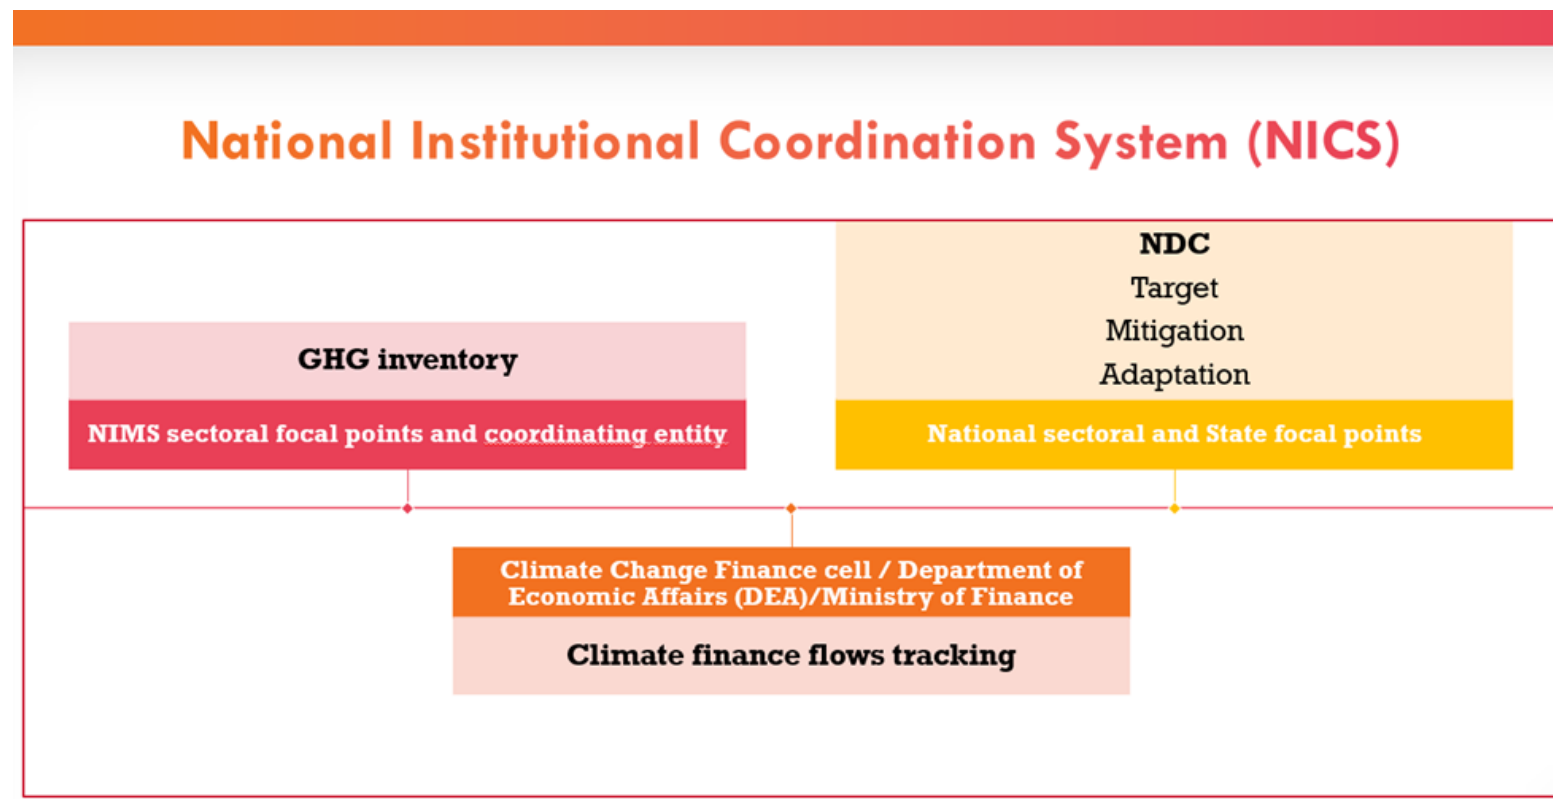 National Institutional Coordination System (NICS)
GHG inventory
NIMS sectoral focal points and coordinating entity
NDC
Target
Mitigation
Adaptation
National sectoral and State focal points
Climate Change Finance cell / Department of
Economic Affairs (DEA)/Ministry of Finance
Climate finance flows tracking